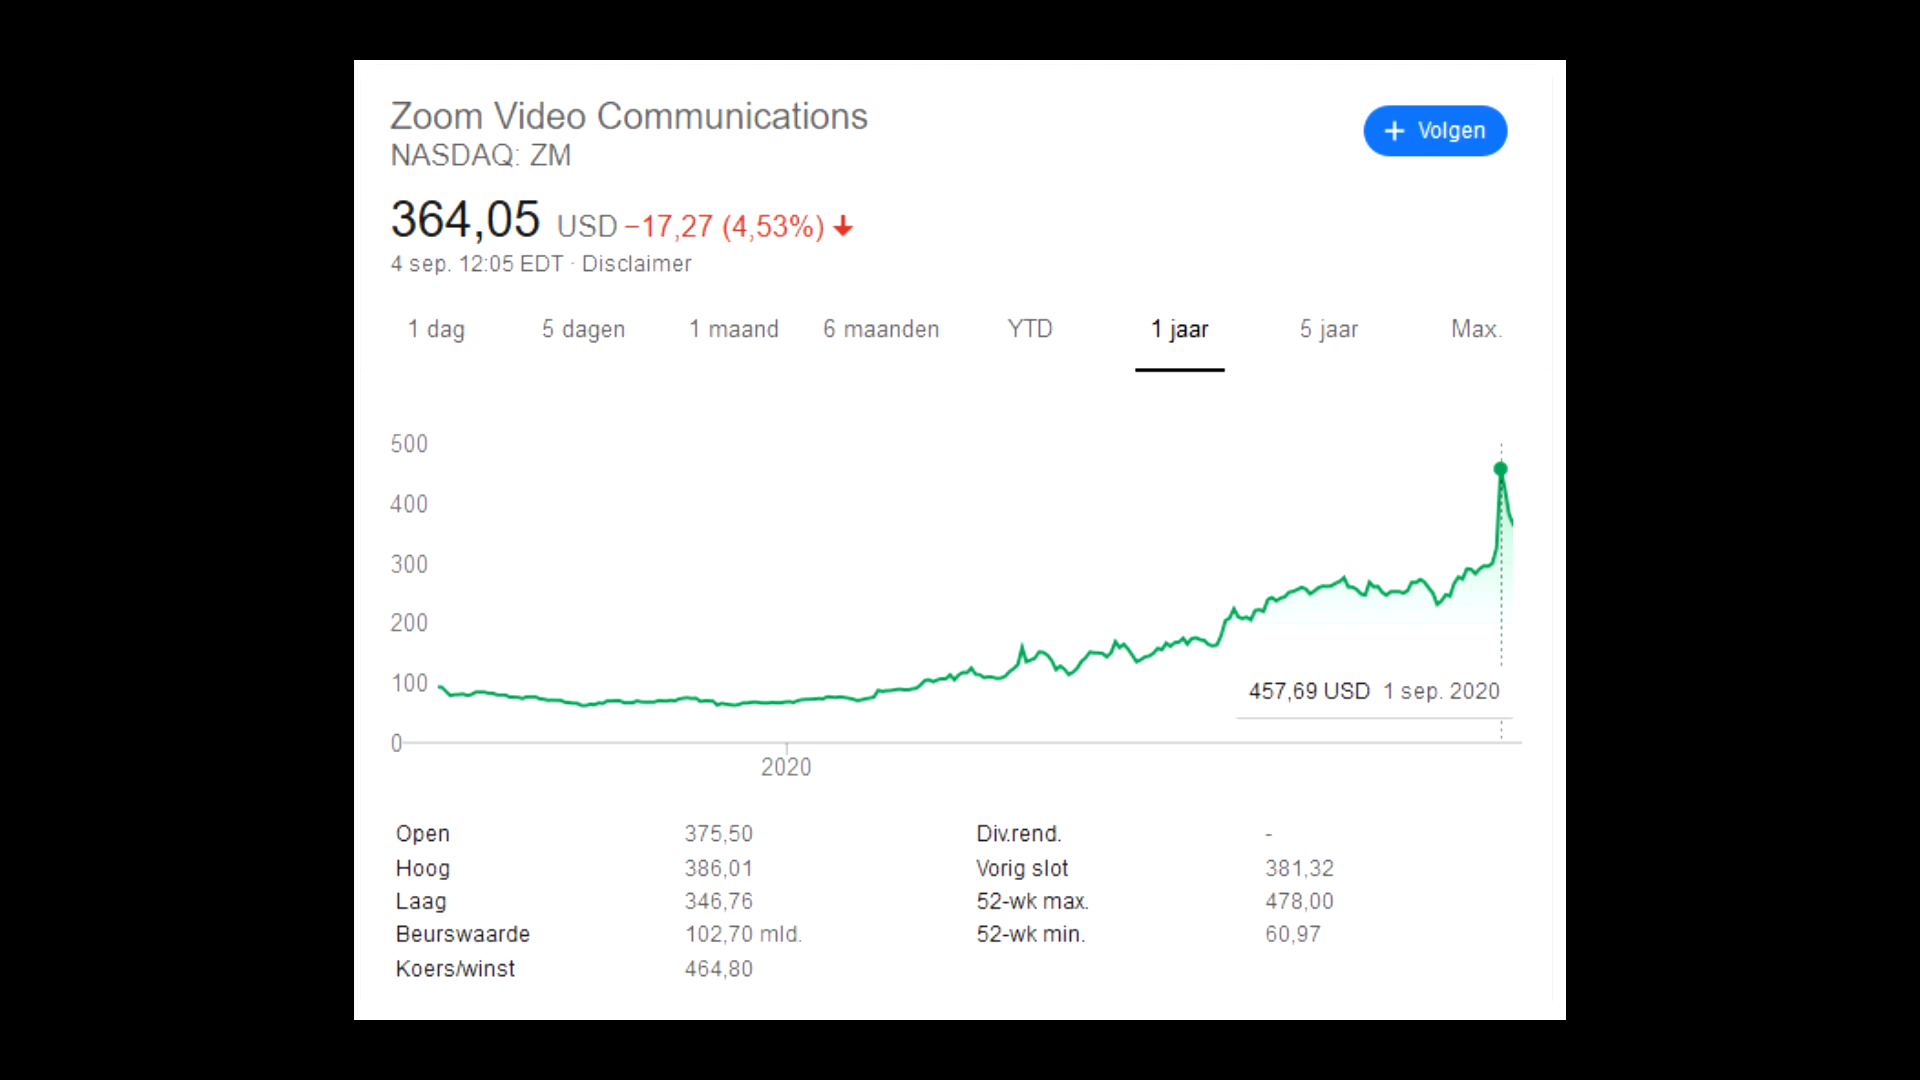 Zoom Video Communications
NASDAQ: ZM
+ Volgen
364,05 USD −17,27 (4,53%)
4 sep. 12:05 EDT · Disclaimer
1 dag 5 dagen 1 maand 6 maanden YTD 1 jaar 5 jaar Max.
500
400
300
200
100
457,69 USD 1 sep. 2020
0
2020
Open 375,50 Div.rend. -
Hoog 386,01 Vorig slot 381,32
Laag 346,76 52-wk max. 478,00
Beurswaarde 102,70 mld. 52-wk min. 60,97
Koers/winst 464,80